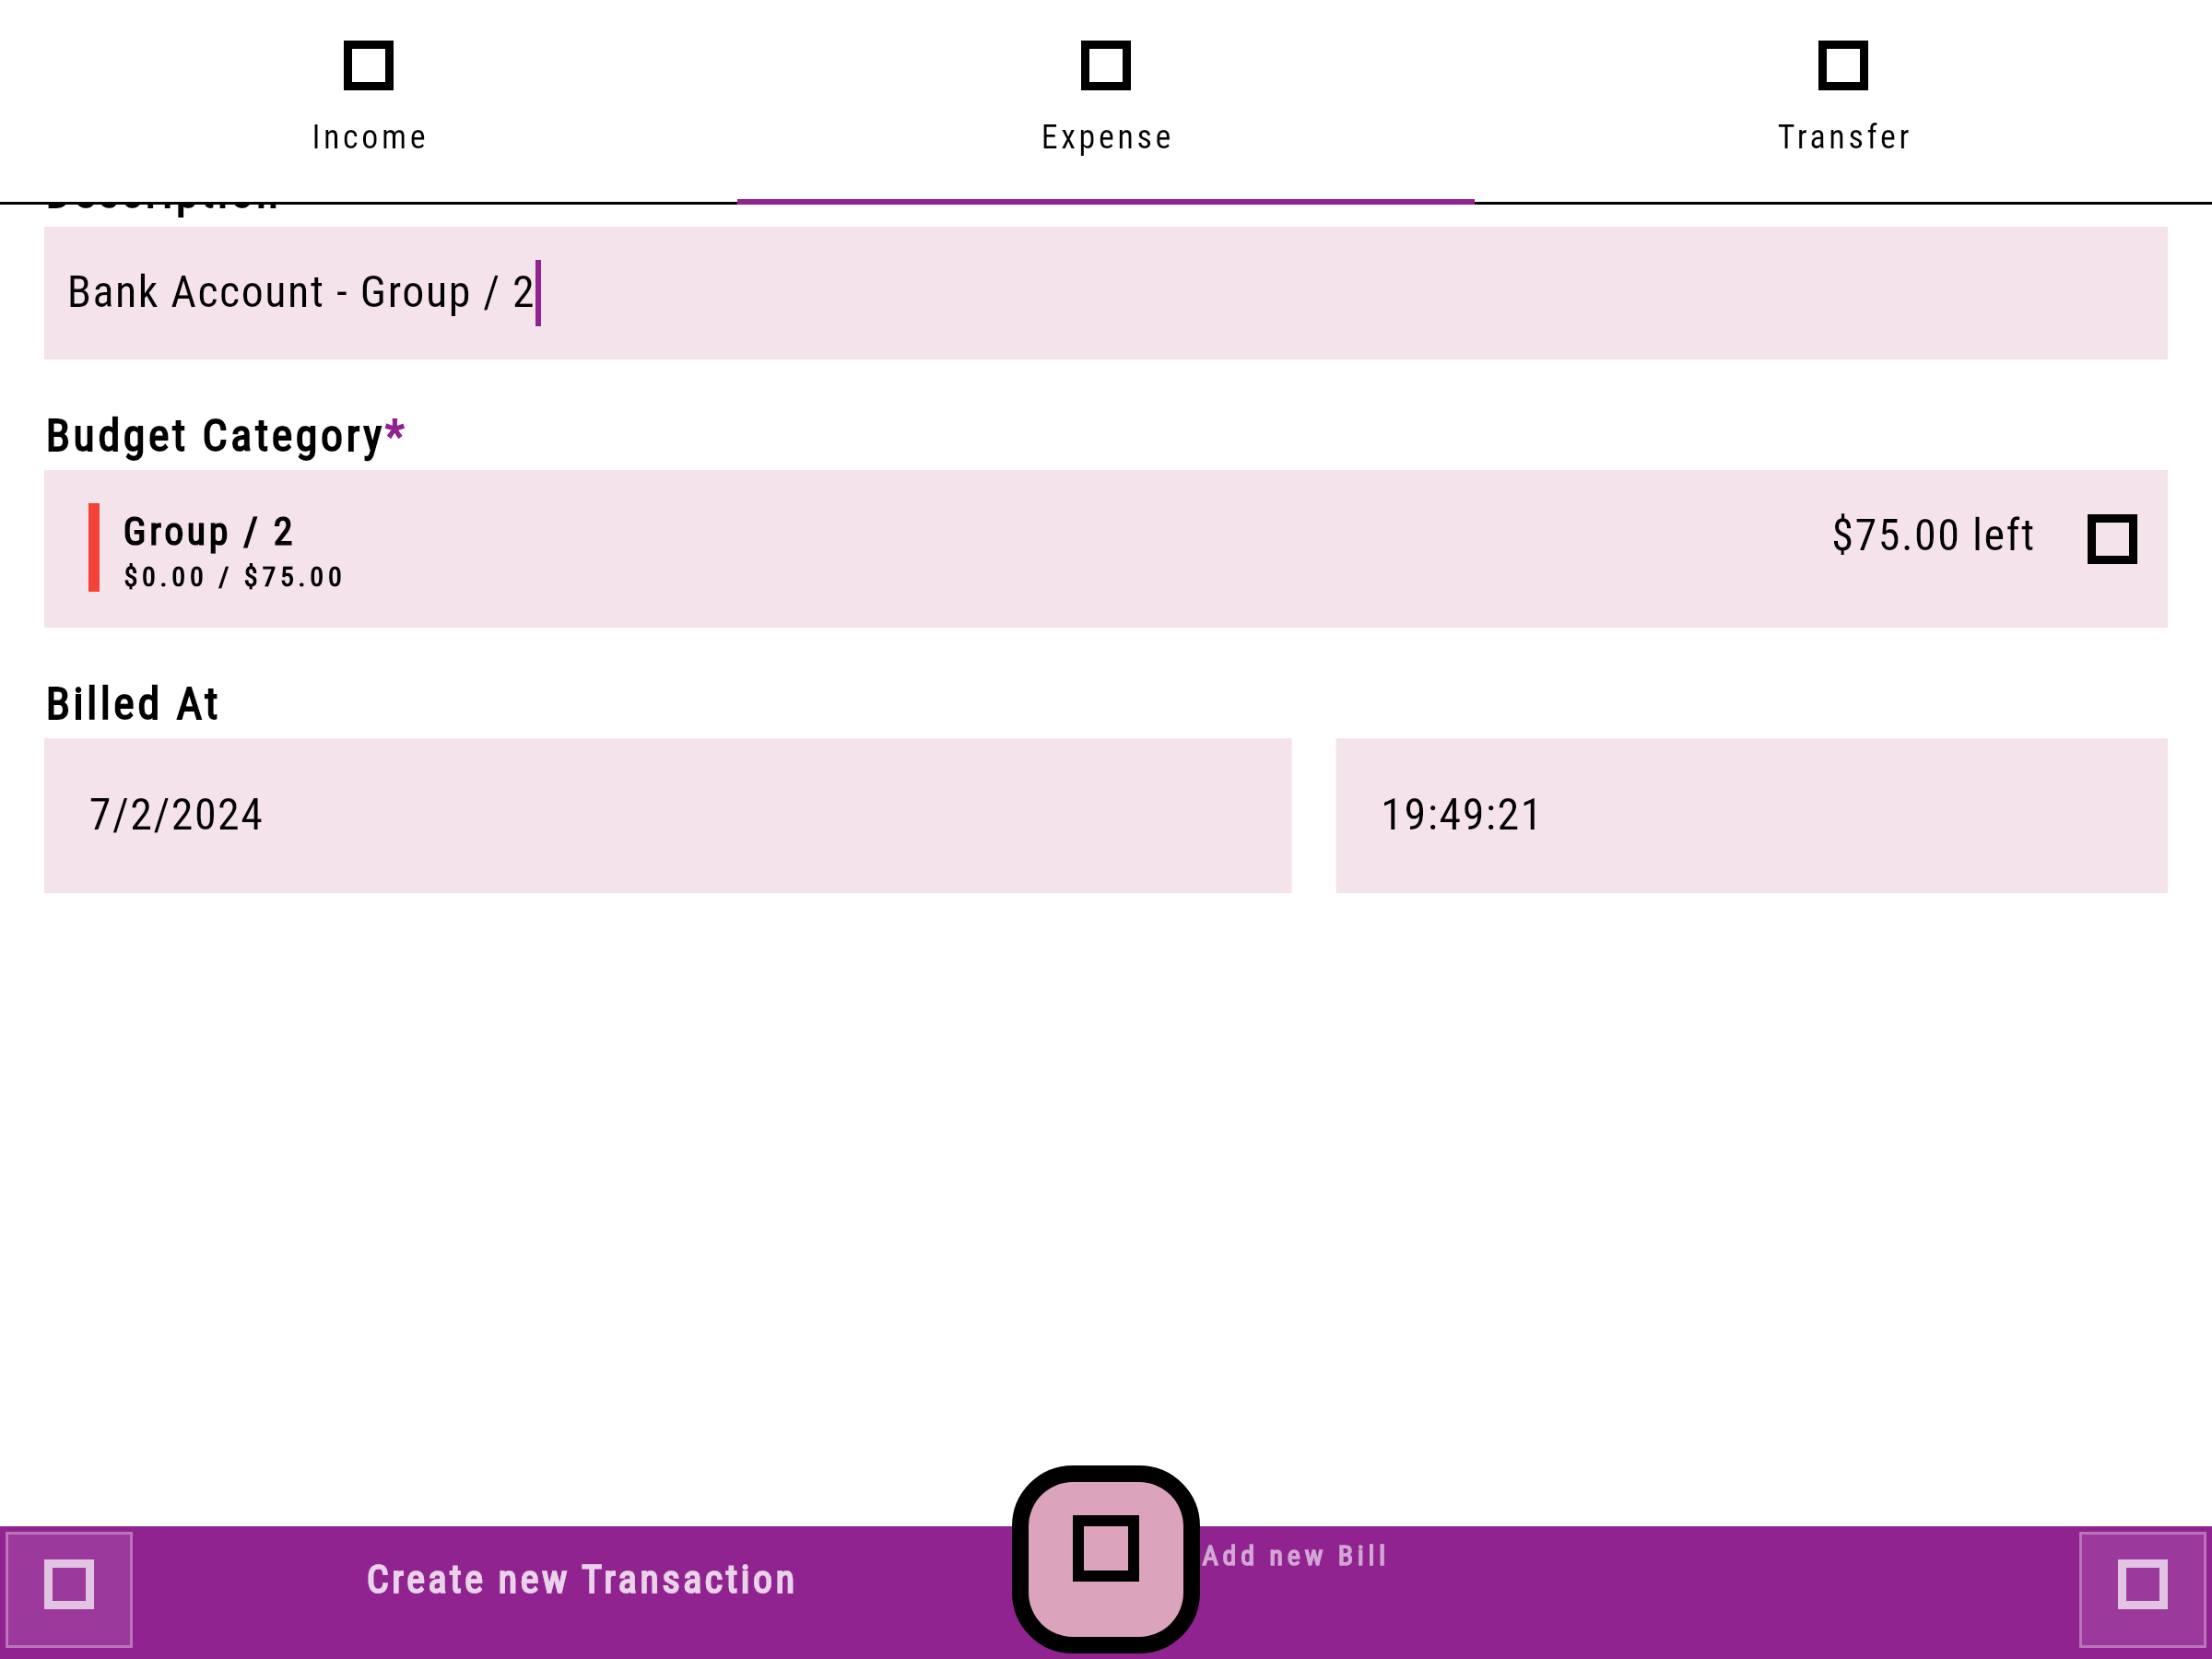 Income
Expense
Transfer
Description
Bank Account - Group / 2
Budget Category*
Group / 2
$0.00 / $75.00
$75.00 left
Billed At
7/2/2024
19:49:21
Create new Transaction
Add new Bill